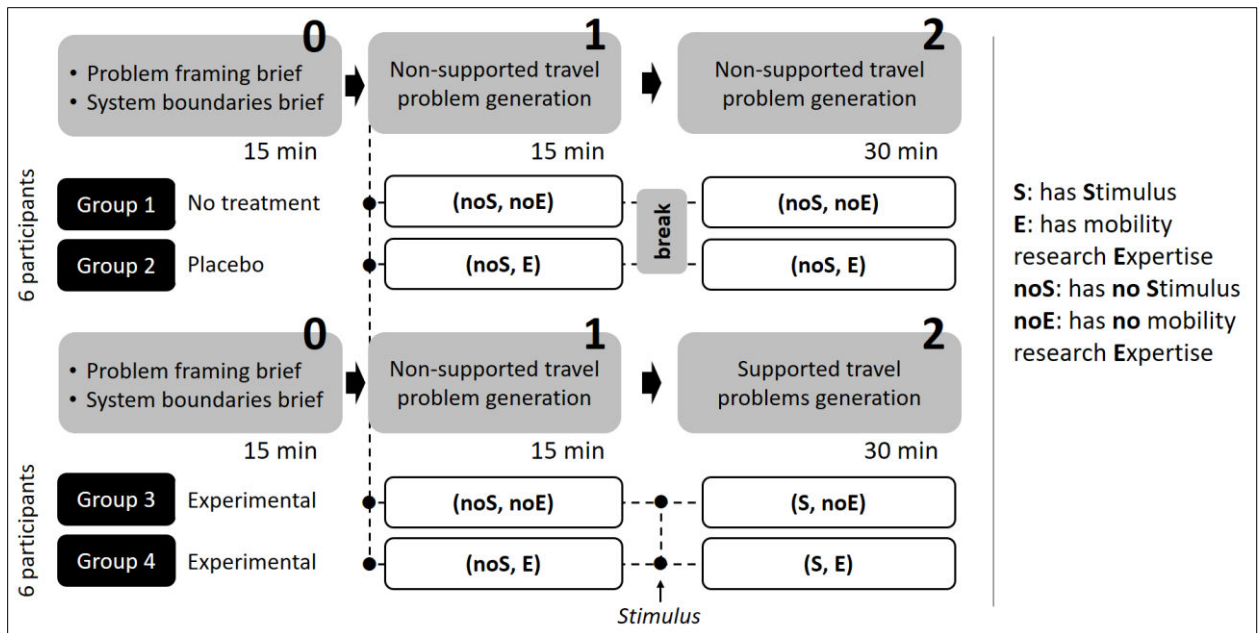 0
• Problem framing brief
• System boundaries brief
15 min
1
Non-supported travel
problem generation
15 min
2
Non-supported travel
problem generation
30 min
6 participants
Group 1
No treatment
(noS, noE)
(noS, noE)
Group 2
Placebo
(noS, E)
(noS, E)
break
0
• Problem framing brief
• System boundaries brief
15 min
1
Non-supported travel
problem generation
15 min
2
Supported travel
problems generation
30 min
6 participants
Group 3
Experimental
(noS, noE)
(S, noE)
Group 4
Experimental
(noS, E)
(S, E)
Stimulus
S: has Stimulus
E: has mobility
research Expertise
noS: has no Stimulus
noE: has no mobility
research Expertise